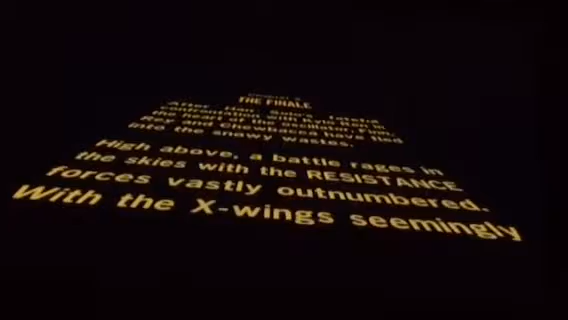 THE FINALE
After Han Solo's fateful
confrontation with Kylo Ren in
the heart of the oscillator, Finn,
Rey and Chewbacca have fled
into the snowy wastes.
High above, a battle rages in
the skies with the RESISTANCE
forces vastly outnumbered.
With the X-wings seemingly